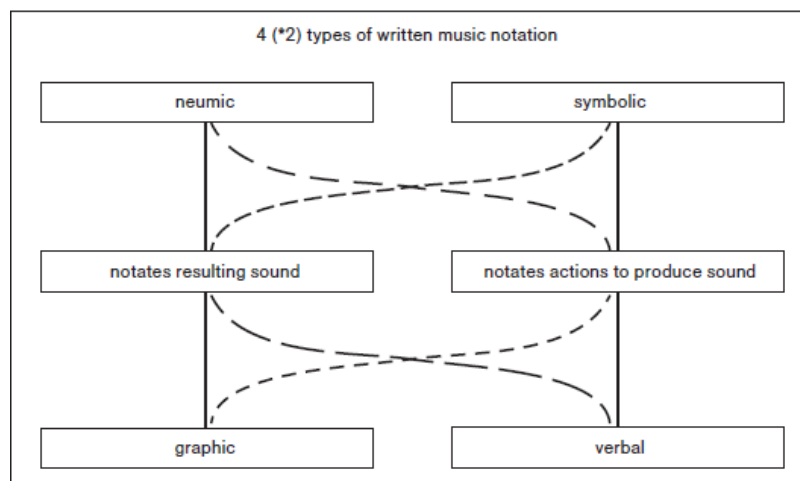 4 (*2) types of written music notation
neumic
symbolic
notates resulting sound
notates actions to produce sound
graphic
verbal